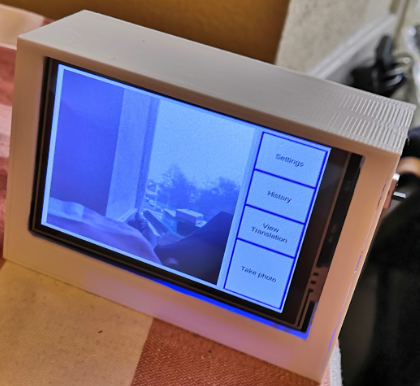 Settings
History
View
Translation
Take photo